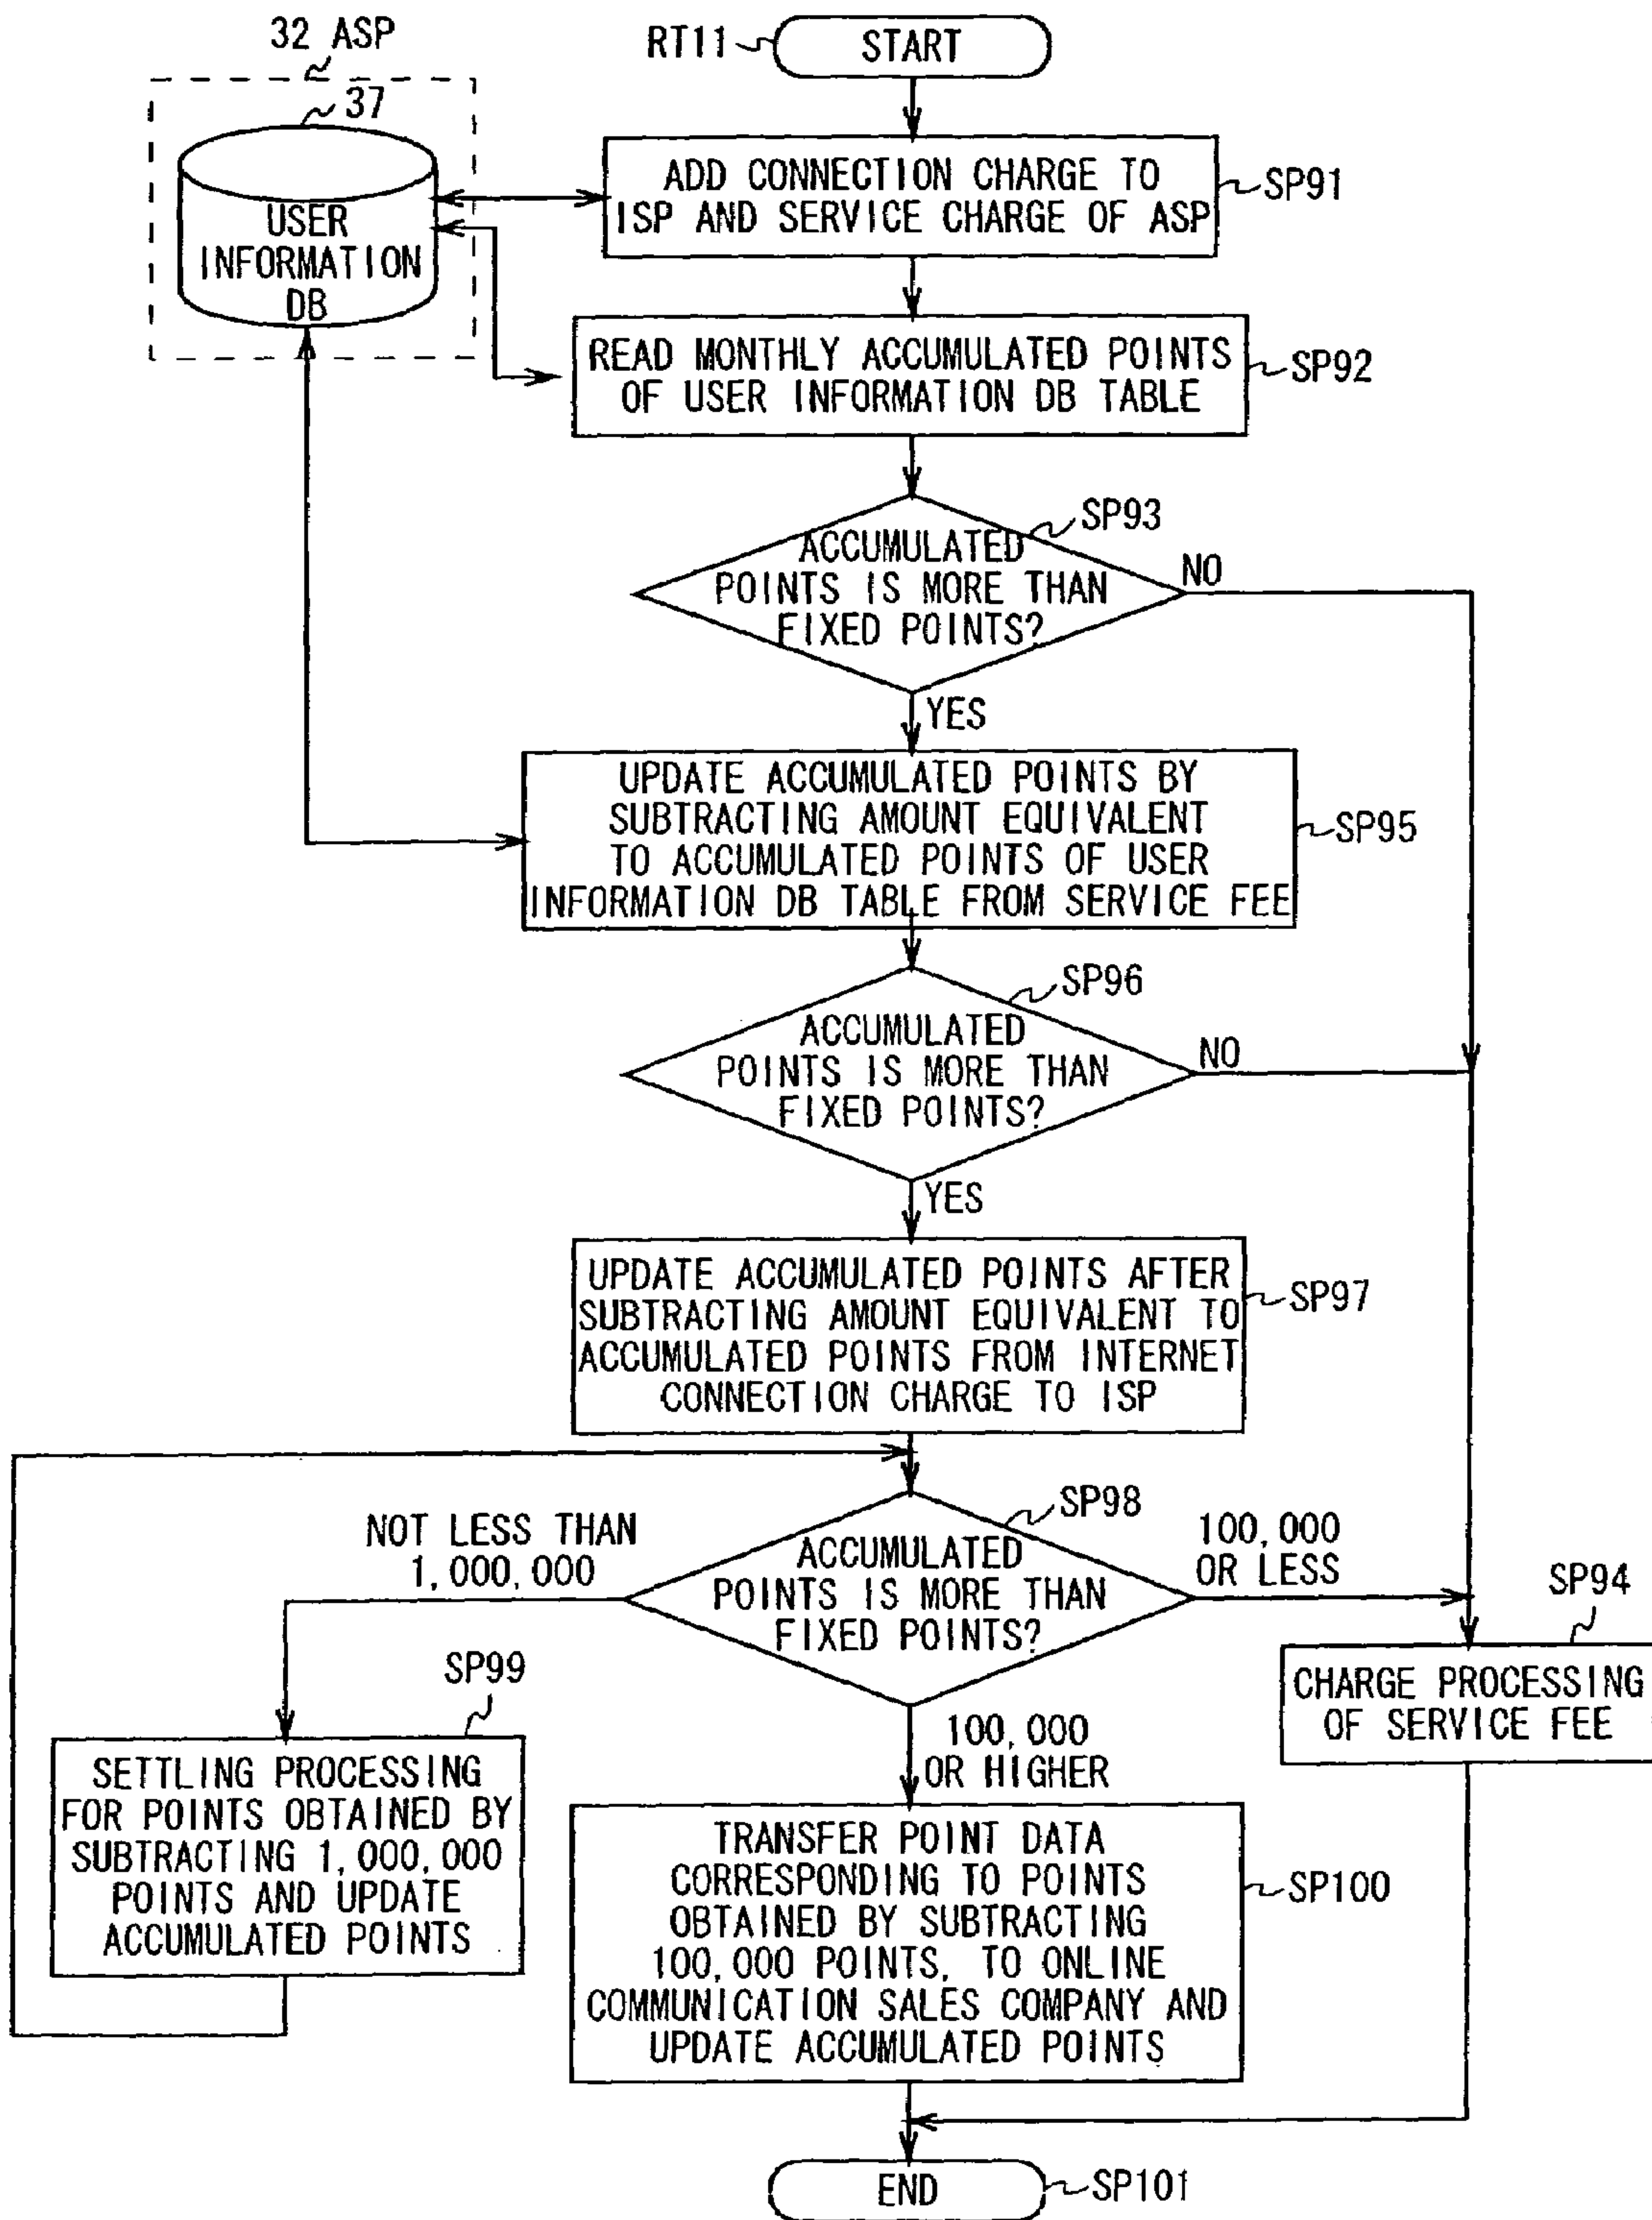 32 ASP
37
USER
INFORMATION
DB
RT11
START
ADD CONNECTION CHARGE TO
ISP AND SERVICE CHARGE OF ASP
SP91
READ MONTHLY ACCUMULATED POINTS
OF USER INFORMATION DB TABLE
SP92
SP93
ACCUMULATED
POINTS IS MORE THAN
FIXED POINTS?
NO
YES
UPDATE ACCUMULATED POINTS BY
SUBTRACTING AMOUNT EQUIVALENT
TO ACCUMULATED POINTS OF USER
INFORMATION DB TABLE FROM SERVICE FEE
SP95
SP96
ACCUMULATED
POINTS IS MORE THAN
FIXED POINTS?
NO
YES
UPDATE ACCUMULATED POINTS AFTER
SUBTRACTING AMOUNT EQUIVALENT TO
ACCUMULATED POINTS FROM INTERNET
CONNECTION CHARGE TO ISP
SP97
SP98
NOT LESS THAN
1,000,000
ACCUMULATED
POINTS IS MORE THAN
FIXED POINTS?
100,000
OR LESS
SP94
CHARGE PROCESSING
OF SERVICE FEE
SP99
SETTLING PROCESSING
FOR POINTS OBTAINED BY
SUBTRACTING 1,000,000
POINTS AND UPDATE
ACCUMULATED POINTS
100,000
OR HIGHER
TRANSFER POINT DATA
CORRESPONDING TO POINTS
OBTAINED BY SUBTRACTING
100,000 POINTS, TO ONLINE
COMMUNICATION SALES COMPANY AND
UPDATE ACCUMULATED POINTS
SP100
END
SP101